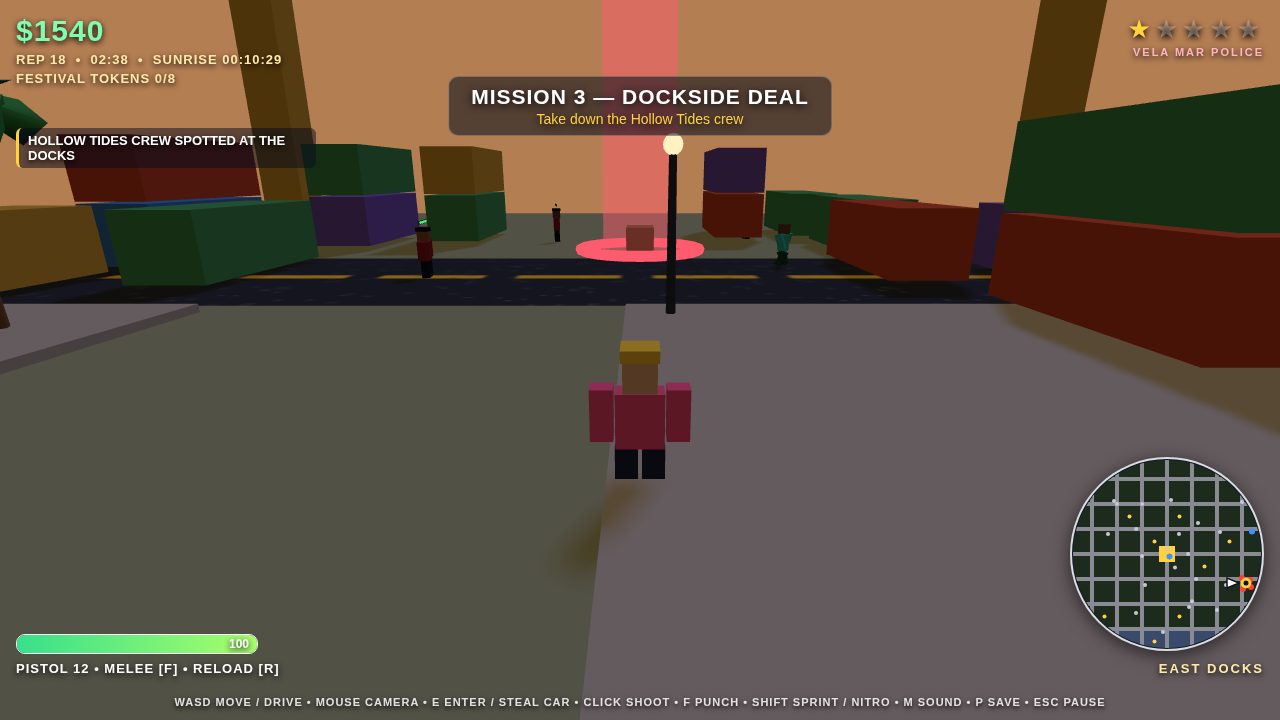 $1540
REP 18 • 02:38 • SUNRISE 00:10:29
FESTIVAL TOKENS 0/8
VELA MAR POLICE
MISSION 3 — DOCKSIDE DEAL
Take down the Hollow Tides crew
HOLLOW TIDES CREW SPOTTED AT THE
DOCKS
100
PISTOL 12 • MELEE [F] • RELOAD [R]
EAST DOCKS
WASD MOVE / DRIVE • MOUSE CAMERA • E ENTER / STEAL CAR • CLICK SHOOT • F PUNCH • SHIFT SPRINT / NITRO • M SOUND • P SAVE • ESC PAUSE